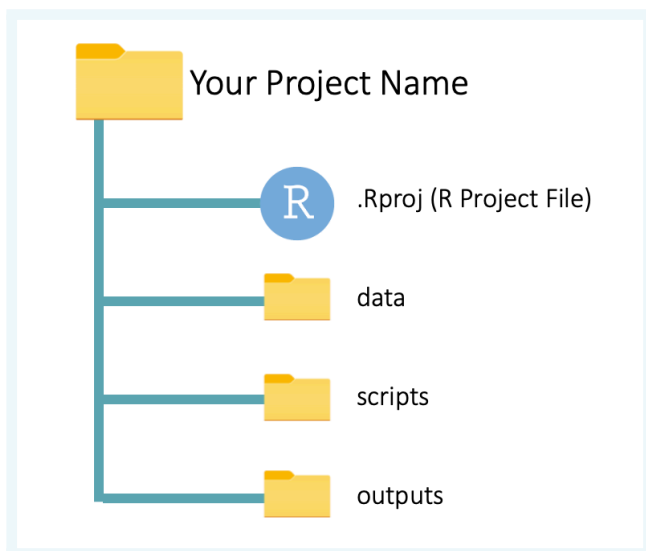 Your Project Name
R
.Rproj (R Project File)
data
scripts
outputs